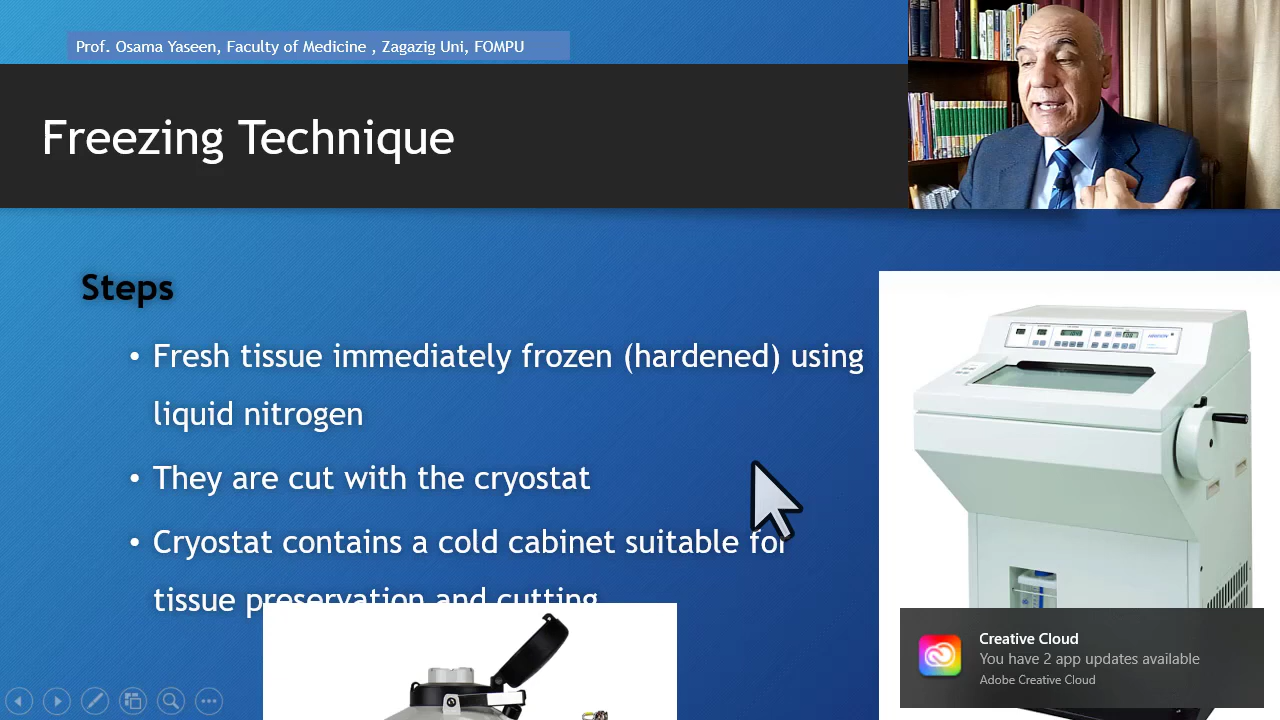 Prof. Osama Yaseen, Faculty of Medicine , Zagazig Uni, FOMPU
Freezing Technique
Steps
• Fresh tissue immediately frozen (hardened) using
liquid nitrogen
• They are cut with the cryostat
• Cryostat contains a cold cabinet suitable for
tissue preservation and cutting
Creative Cloud
You have 2 app updates available
Adobe Creative Cloud